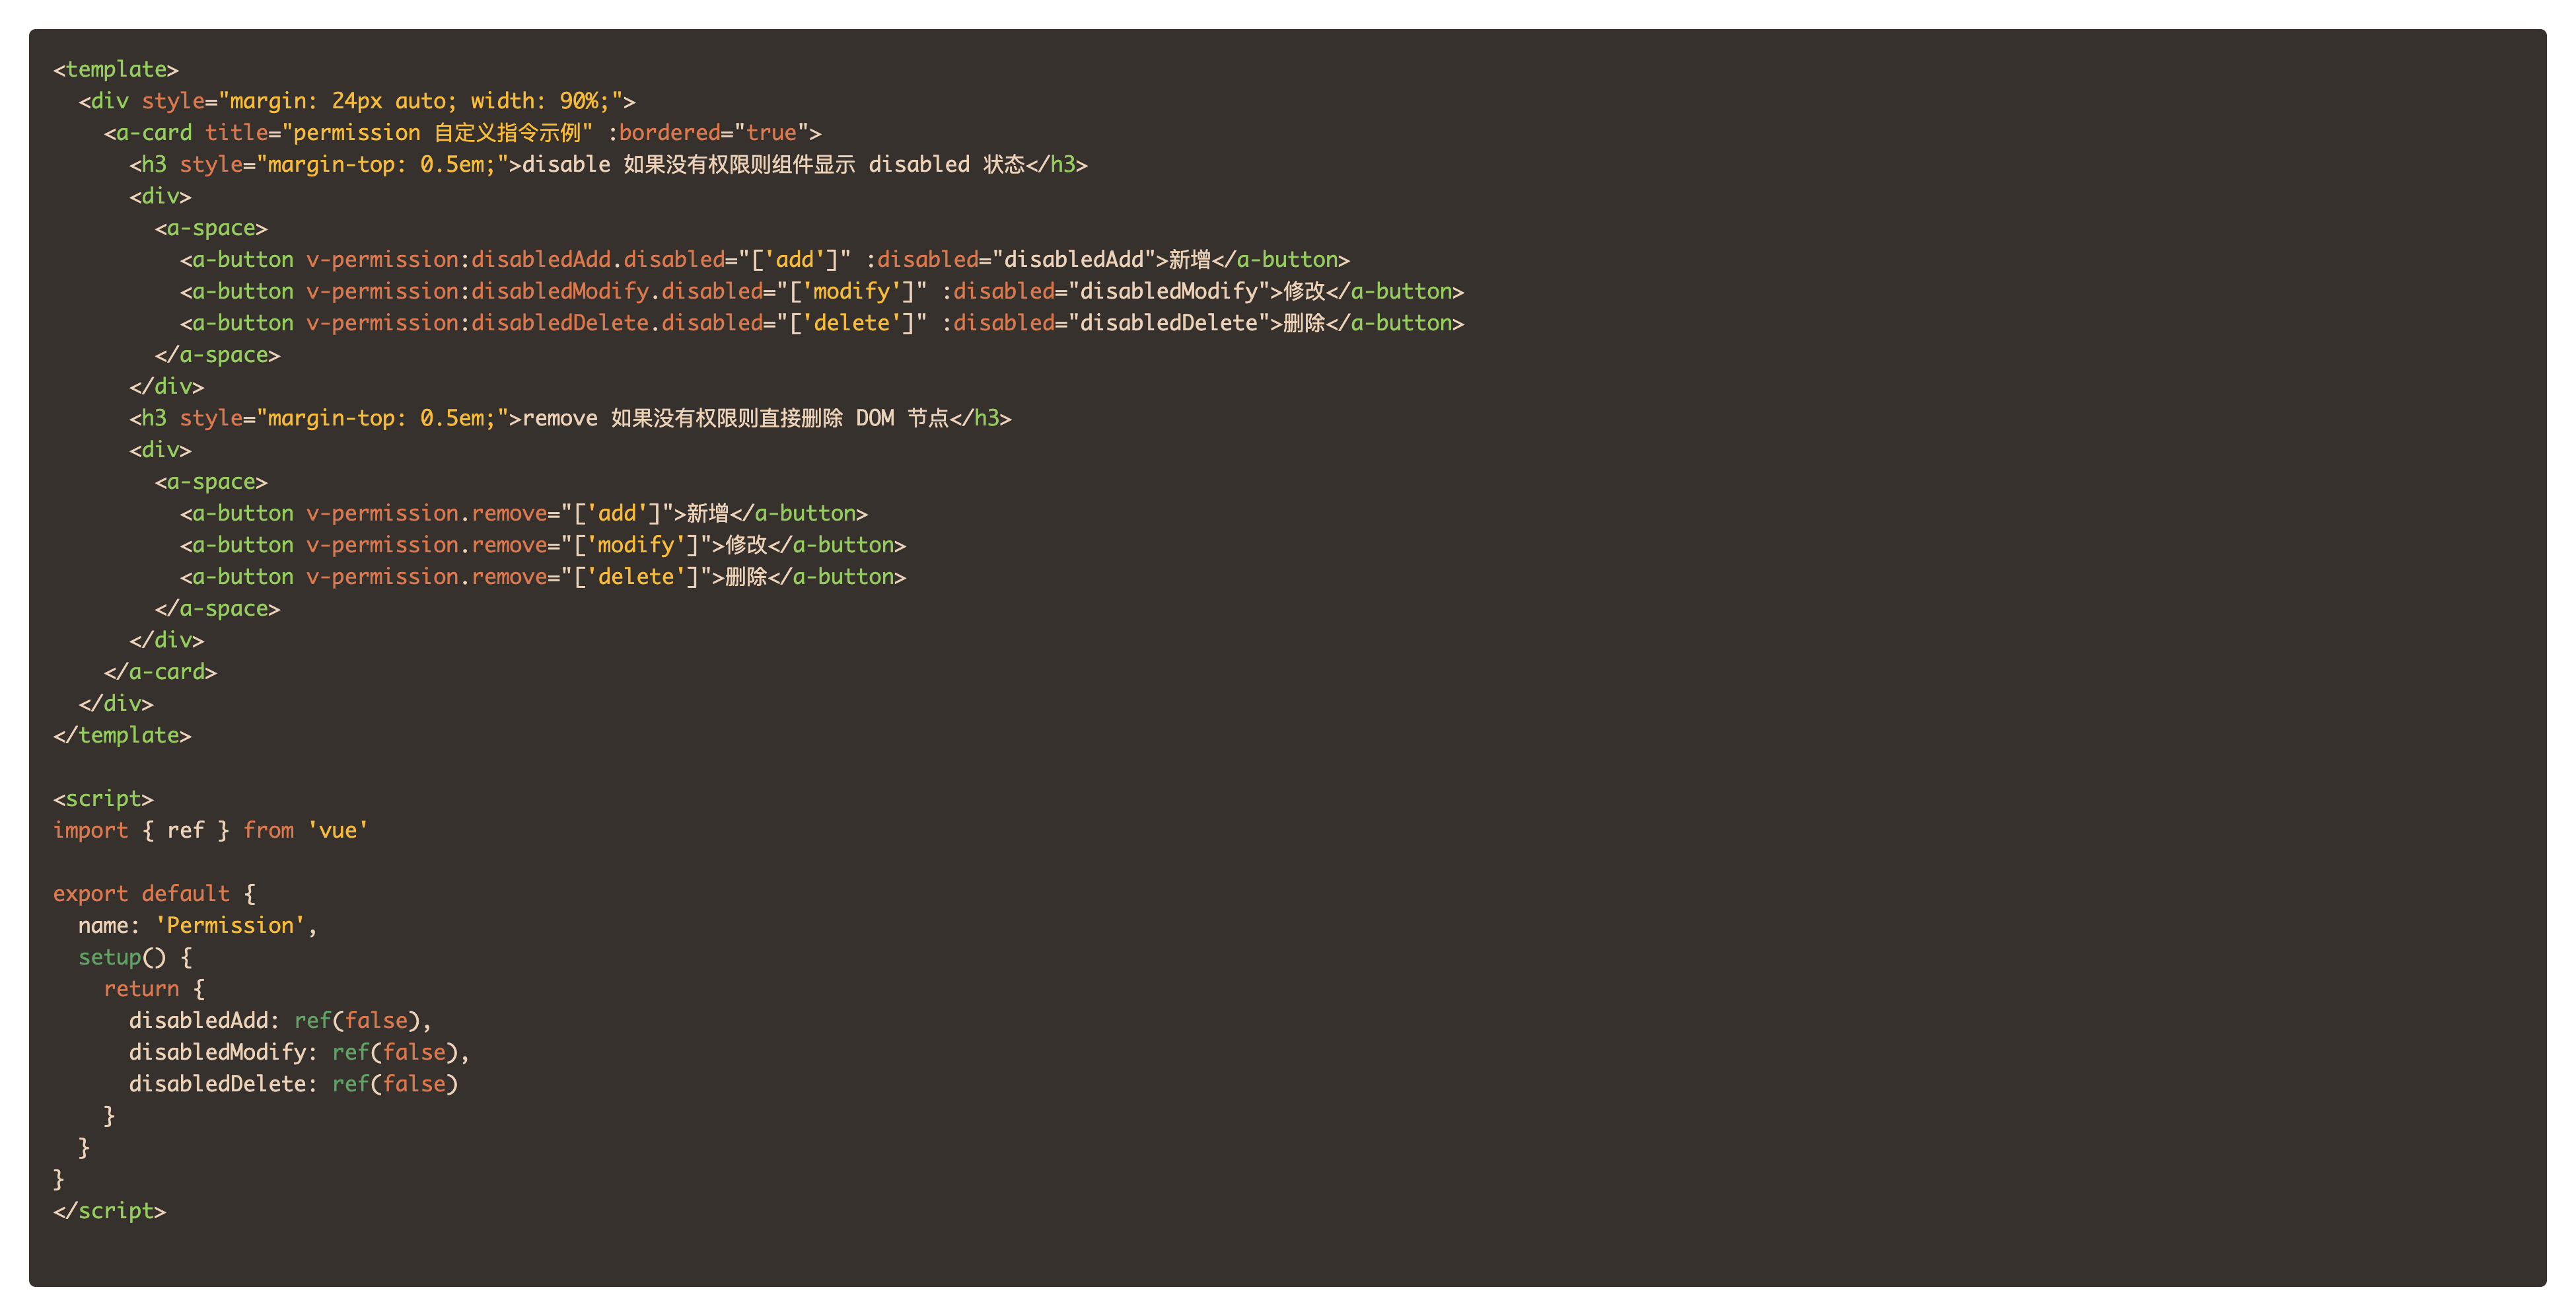 <template>
  <div style="margin: 24px auto; width: 90%;">
    <a-card title="permission 自定义指令示例" :bordered="true">
      <h3 style="margin-top: 0.5em;">disable 如果没有权限则组件显示 disabled 状态</h3>
      <div>
        <a-space>
          <a-button v-permission:disabledAdd.disabled="['add']" :disabled="disabledAdd">新增</a-button>
          <a-button v-permission:disabledModify.disabled="['modify']" :disabled="disabledModify">修改</a-button>
          <a-button v-permission:disabledDelete.disabled="['delete']" :disabled="disabledDelete">删除</a-button>
        </a-space>
      </div>
      <h3 style="margin-top: 0.5em;">remove 如果没有权限则直接删除 DOM 节点</h3>
      <div>
        <a-space>
          <a-button v-permission.remove="['add']">新增</a-button>
          <a-button v-permission.remove="['modify']">修改</a-button>
          <a-button v-permission.remove="['delete']">删除</a-button>
        </a-space>
      </div>
    </a-card>
  </div>
</template>

<script>
import { ref } from 'vue'

export default {
  name: 'Permission',
  setup() {
    return {
      disabledAdd: ref(false),
      disabledModify: ref(false),
      disabledDelete: ref(false)
    }
  }
}
</script>